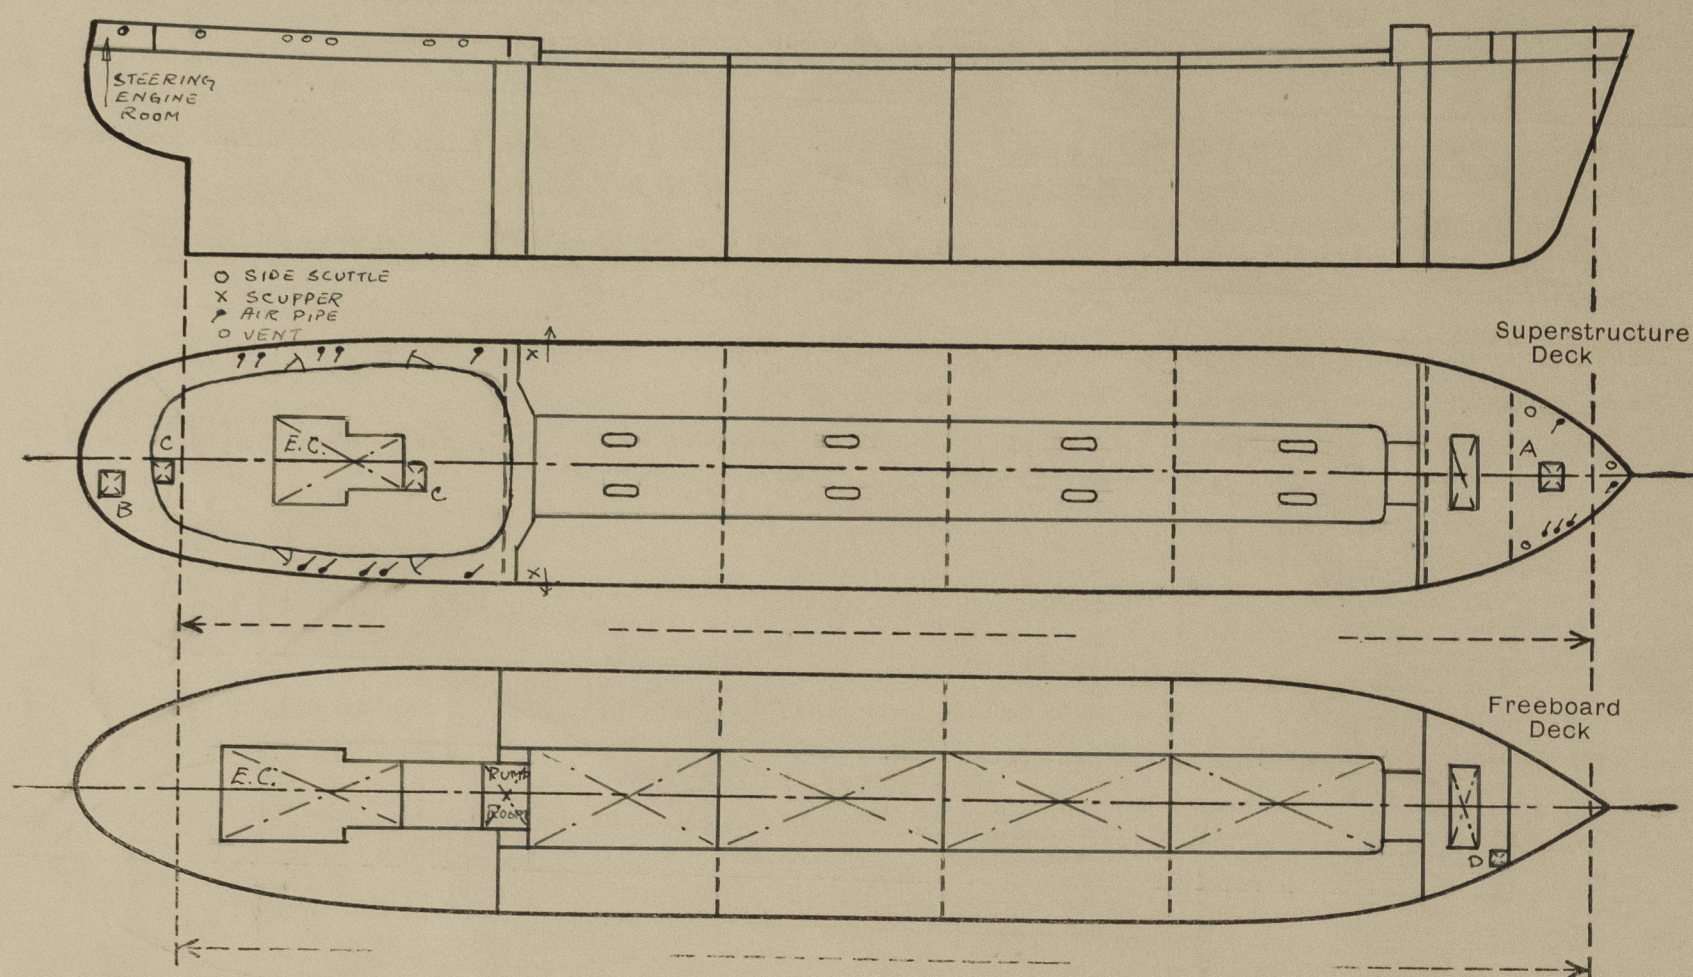 STEERING
ENGINE
ROOM
O SIDE SCUTTLE
X SCUPPER
AIR PIPE
O VENT
Superstructure
Deck
X
C
E.C.
A
C
B
X
Freeboard
Deck
E.C.
PUMP
ROOM
D